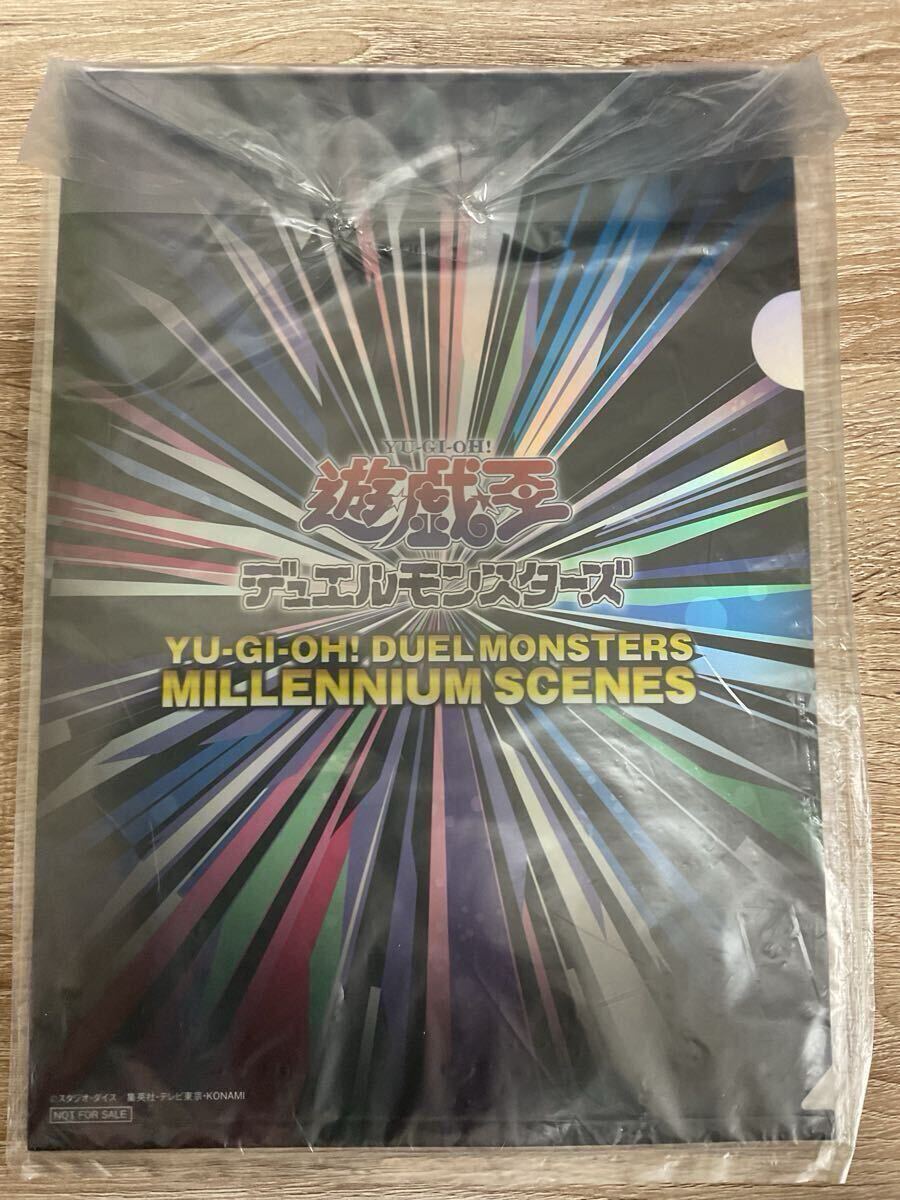 YU-GI-OH!
遊☆戯☆王
デュエルモンスターズ
YU-GI-OH! DUEL MONSTERS
MILLENNIUM SCENES
©スタジオ・ダイス 集英社・テレビ東京・KONAMI
NOT FOR SALE